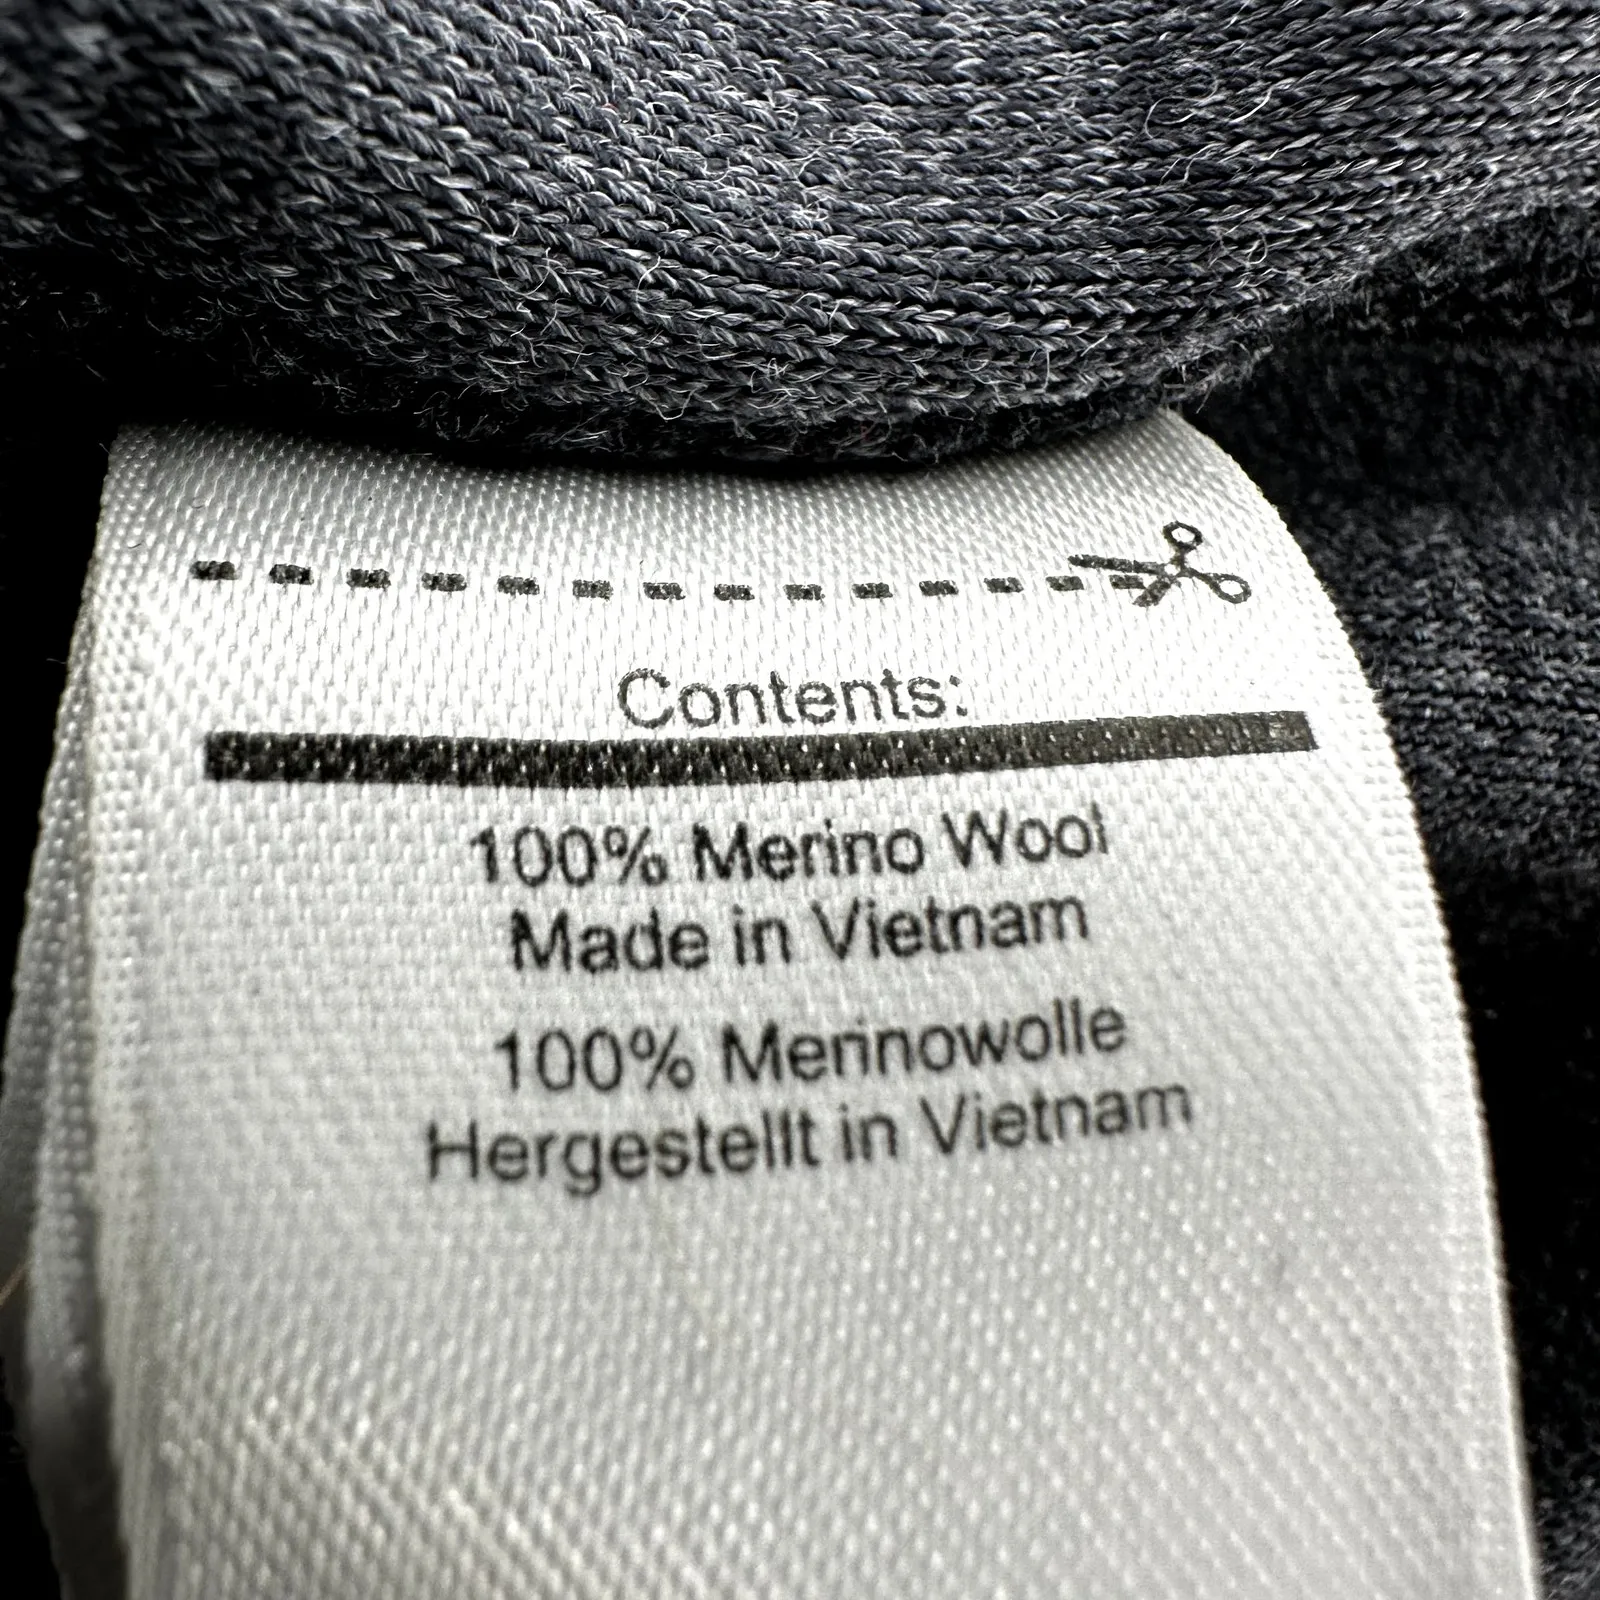 Contents:
100% Merino Wool
Made in Vietnam
100% Merinowolle
Hergestellt in Vietnam